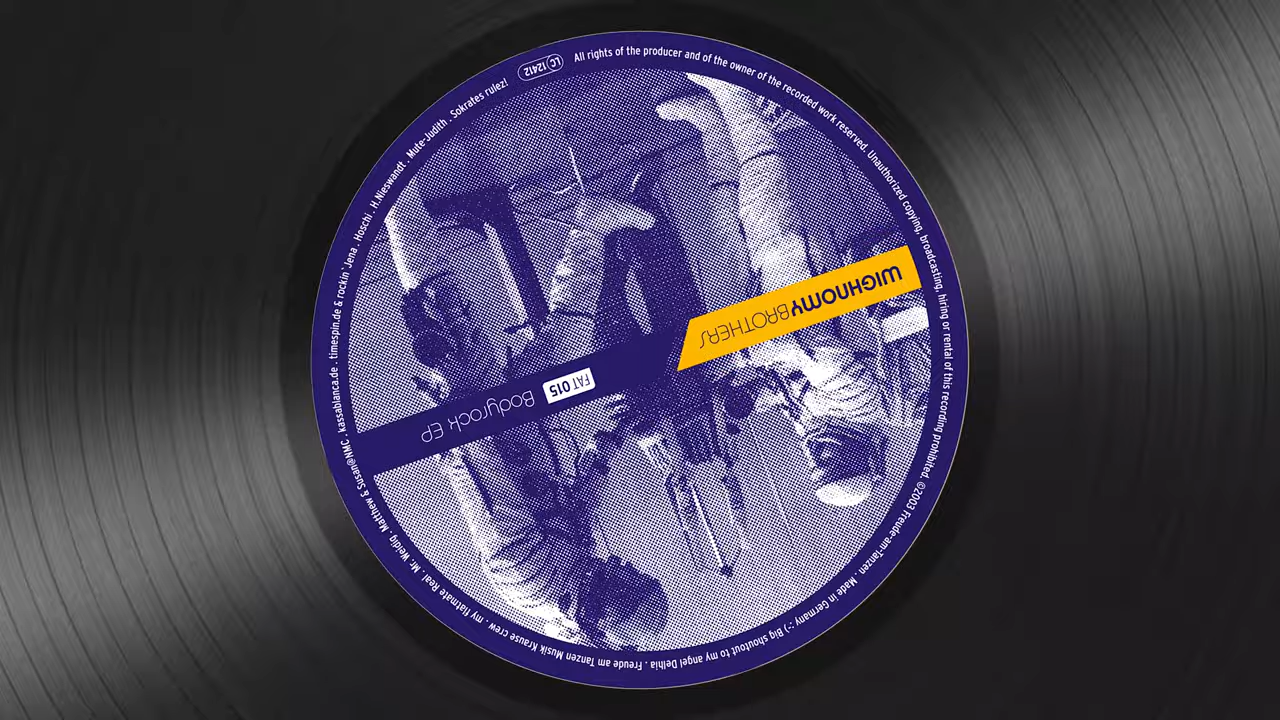 WIGHNOMY BROTHERS
FAT 015
Bodyrock EP
LC 12412
All rights of the producer and of the owner of the recorded work reserved. Unauthorized copying, broadcasting, hiring or rental of this recording prohibited. ©2003 Freude-am-Tanzen . Made in Germany :-) Big shoutout to my angel Delhia . Freude am Tanzen Musik Krause crew . my flatmate Real . Mr. Weidig . Matthew & Susan@NMC . kassablanca.de . timespin.de & rockin´Jena . Hoschi . H.Nieswandt . Mute-Judith . Sokrates rulez!